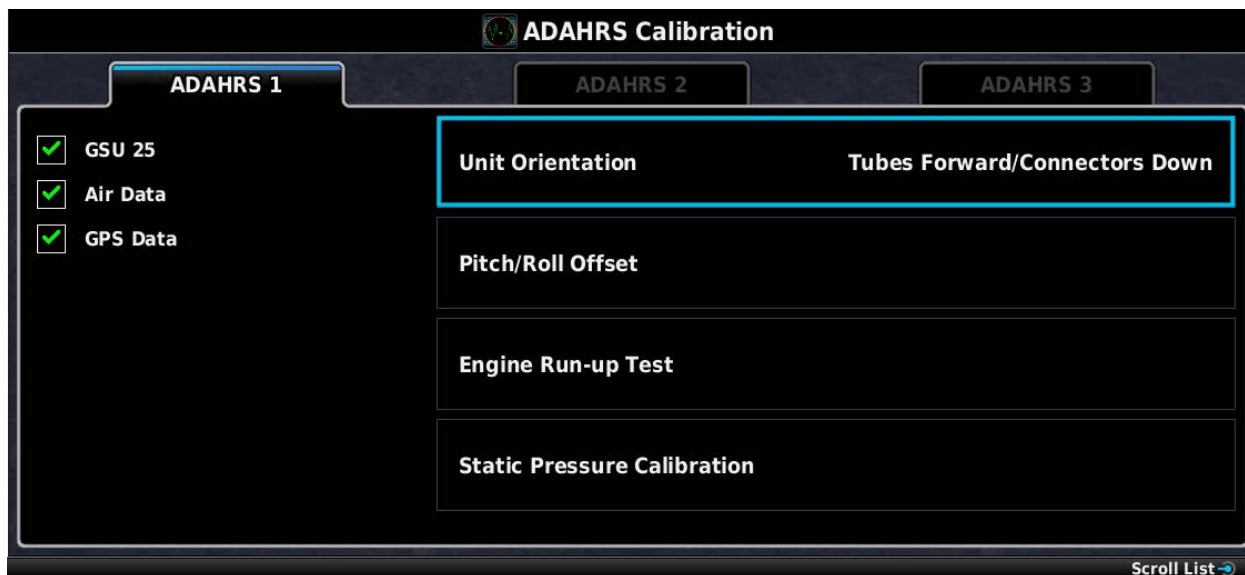 ADAHRS Calibration
ADAHRS 1
ADAHRS 2
ADAHRS 3
GSU 25
Air Data
GPS Data
Unit Orientation Tubes Forward/Connectors Down
Pitch/Roll Offset
Engine Run-up Test
Static Pressure Calibration
Scroll List